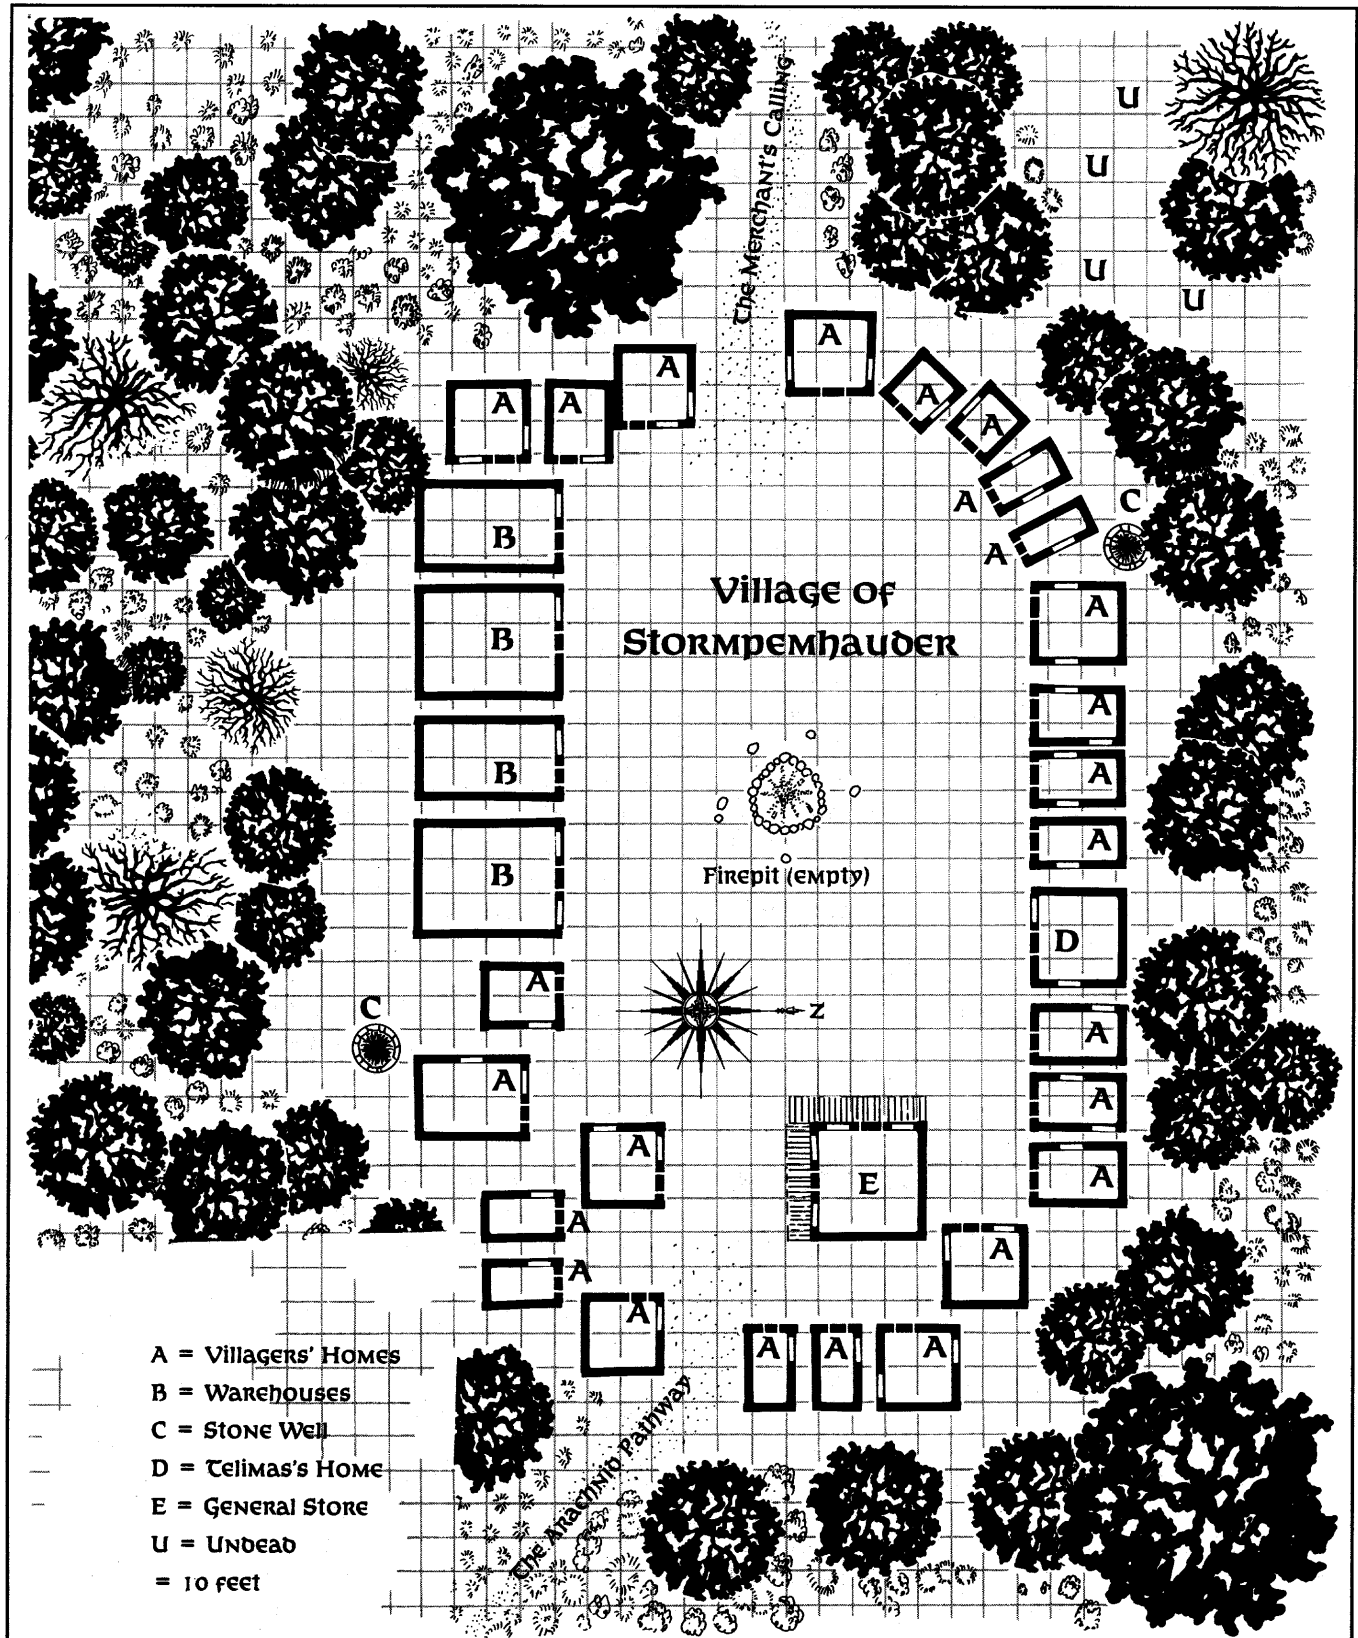 U
The Merchant's Calling
U
U
U
A
A
A
A
A
A
A
C
A
B
Village of
Stormpemhauder
B
A
A
B
A
A
B
Firepit (empty)
D
A
C
Z
A
A
A
A
E
A
A
A
A
A
A
A
A
The Arachnid Pathway
A = Villagers' Homes
B = Warehouses
C = Stone Well
D = Telimas's Home
E = General Store
U = Undead
= 10 feet